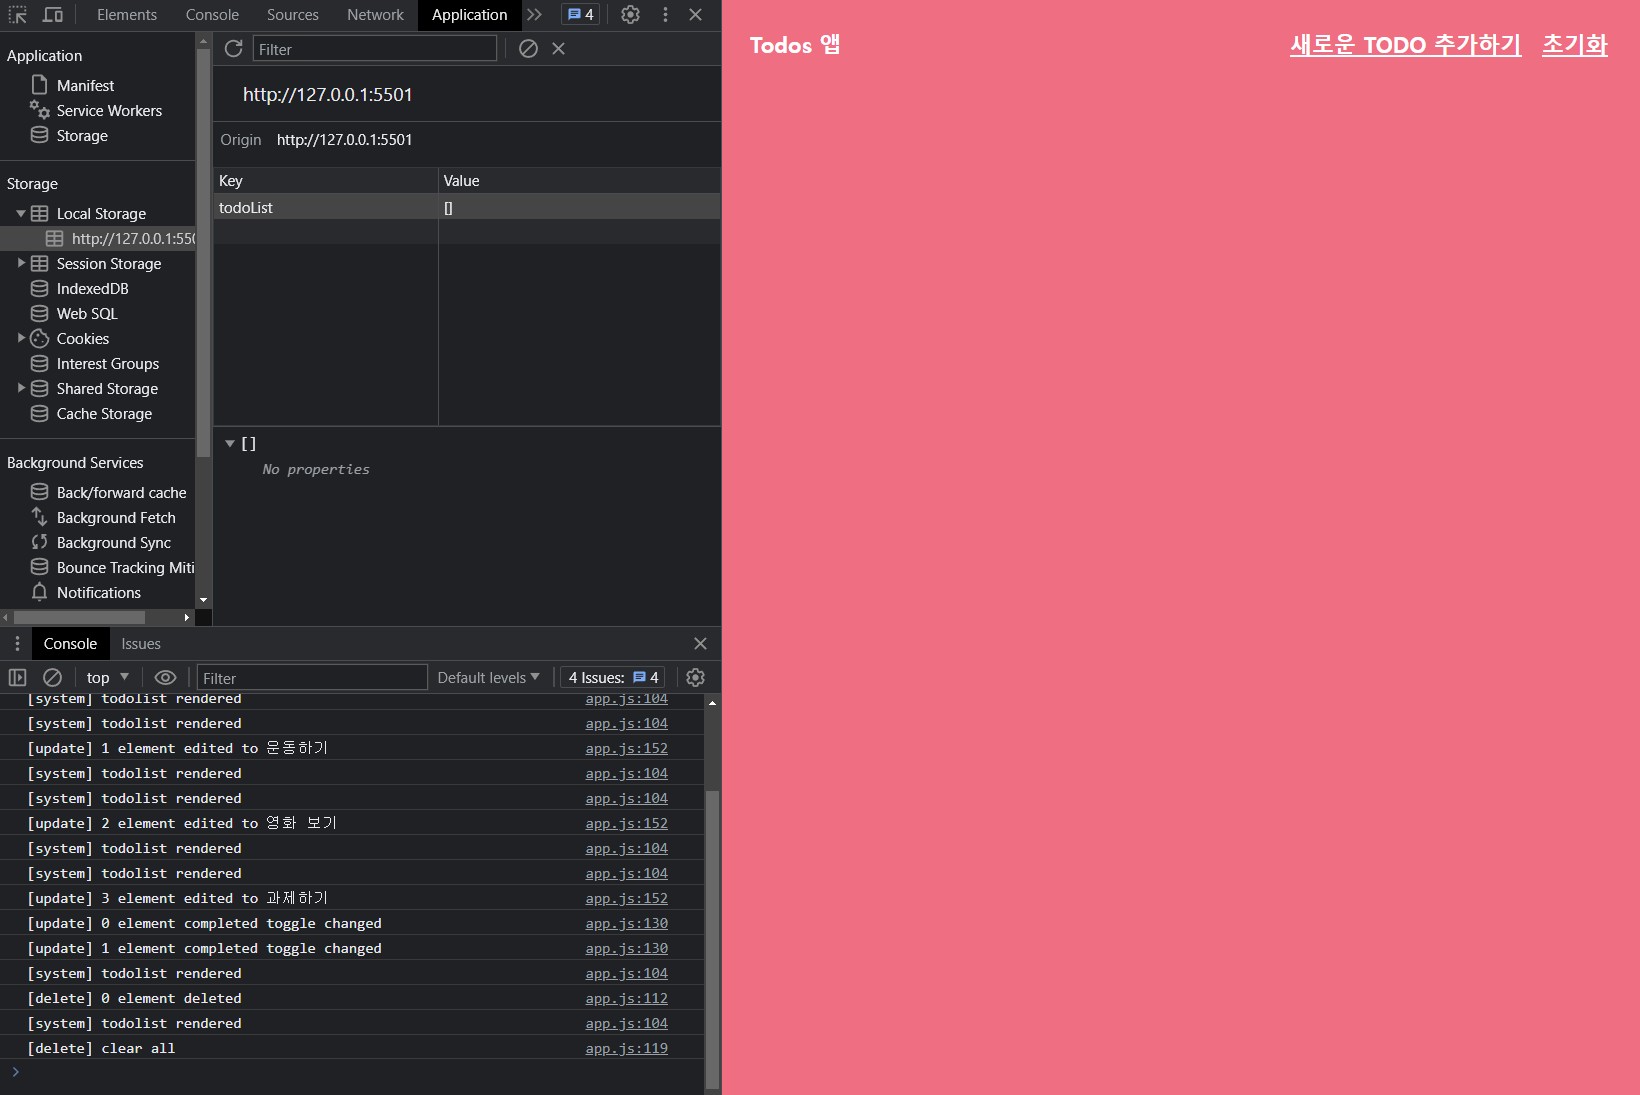 Elements Console Sources Network Application 4
Application
Manifest
Service Workers
Storage
Storage
Local Storage
http://127.0.0.1:550
Session Storage
IndexedDB
Web SQL
Cookies
Interest Groups
Shared Storage
Cache Storage
Background Services
Back/forward cache
Background Fetch
Background Sync
Bounce Tracking Miti
Notifications
Filter
http://127.0.0.1:5501
Origin http://127.0.0.1:5501
Key Value
todoList []
[]
No properties
Console Issues
top Filter Default levels 4 Issues: 4
[system] todolist rendered app.js:104
[system] todolist rendered app.js:104
[update] 1 element edited to 운동하기 app.js:152
[system] todolist rendered app.js:104
[system] todolist rendered app.js:104
[update] 2 element edited to 영화 보기 app.js:152
[system] todolist rendered app.js:104
[system] todolist rendered app.js:104
[update] 3 element edited to 과제하기 app.js:152
[update] 0 element completed toggle changed app.js:130
[update] 1 element completed toggle changed app.js:130
[system] todolist rendered app.js:104
[delete] 0 element deleted app.js:112
[system] todolist rendered app.js:104
[delete] clear all app.js:119
Todos 앱 새로운 TODO 추가하기 초기화